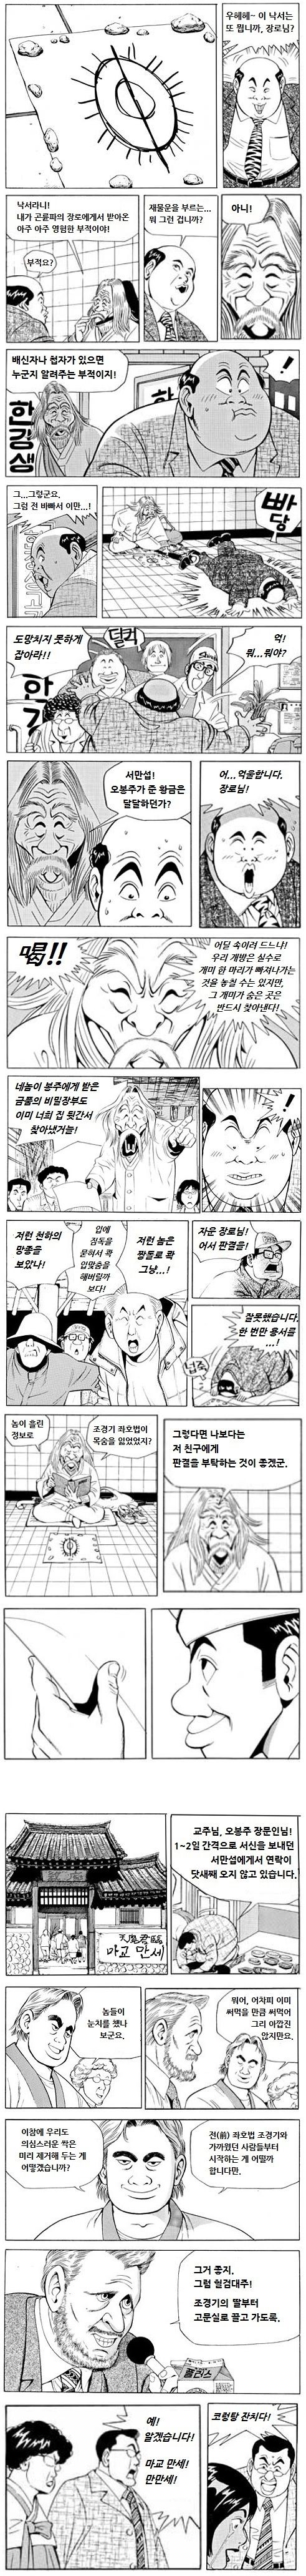 우헤헤~ 이 낙서는
또 뭡니까, 장로님?
낙서라니!
내가 곤륜파의 장로에게서 받아온
아주 아주 영험한 부적이야!
부적요?
재물운을 부르는...
뭐 그런 겁니까?
아니!
배신자나 첩자가 있으면
누군지 알려주는 부적이지!
한강샘
한
!
그...그렇군요.
그럼 전 바빠서 이만...!
빠당
도망치지 못하게
잡아라!!
덜컥
억!
뭐...뭐야?
한
서만섭!
오봉주가 준 황금은
달달하던가?
어...억울합니다.
장로님!
喝!!
어딜 속이려 드느냐!
우리 개방은 실수로
개미 한 마리가 빠져나가는
것을 놓칠 수는 있지만,
그 개미가 숨은 곳은
반드시 찾아낸다!
네놈이 분주에게 받은
금룡의 비밀장부도
이미 너희 집 뒷간서
찾아냈거늘!
!
저런 천하의
망종을
보았나!
입에
짐독을
묻혀서 콱
입맞춤을
해버릴까
보다!
저런 놈은
짱돌로 콱
그냥...!
자운 장로님!
어서 판결을!
잘못했습니다.
한 번만 용서를
...!
넙죽
놈이 흘린
정보로
조경기 좌호법이
목숨을 잃었었지?
그렇다면 나보다는
저 친구에게
판결을 부탁하는 것이 좋겠군.
마교 만세
교주님, 오봉주 장문인님!
1~2일 간격으로 서신을 보내던
서만섭에게서 연락이
닷새째 오지 않고 있습니다.
놈들이
눈치를 챘나
보군요.
뭐어, 어차피 이미
써먹을 만큼 써먹어
그리 아깝진
않지만요.
이참에 우리도
의심스러운 싹은
미리 제거해 두는 게
어떻겠습니까?
전(前) 좌호법 조경기와
가까웠던 사람들부터
시작하는 게 어떨까
합니다만.
그거 좋지.
그럼 혈검대주!
조경기의 딸부터
고문실로 끌고 가도록.
폴리스
예!
알겠습니다!
마교 만세!
만만세!
코렁탕 잔치다!